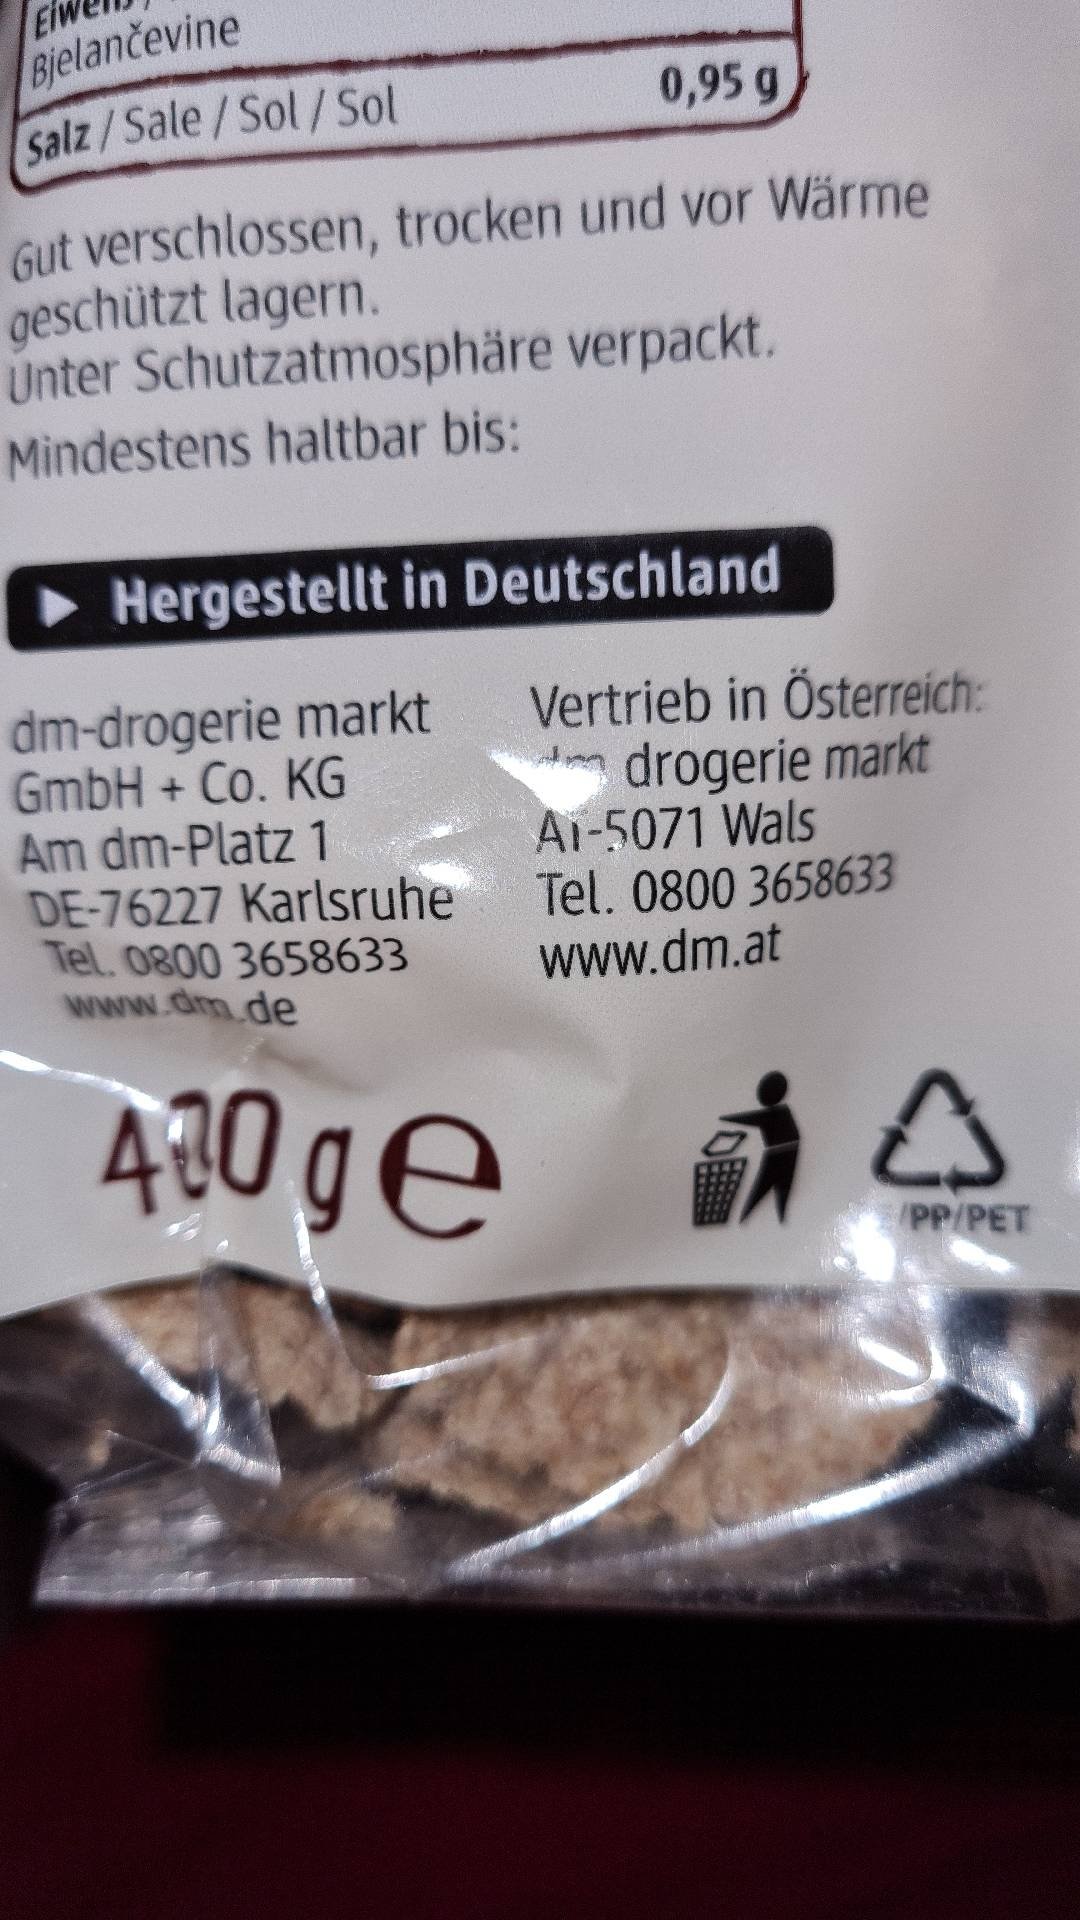 Eiweiß /
Bjelančevine
Salz / Sale / Sol / Sol 0,95 g
Gut verschlossen, trocken und vor Wärme
geschützt lagern.
Unter Schutzatmosphäre verpackt.
Mindestens haltbar bis:
Hergestellt in Deutschland
dm-drogerie markt
GmbH + Co. KG
Am dm-Platz 1
DE-76227 Karlsruhe
Tel. 0800 3658633
www.dm.de
Vertrieb in Österreich:
dm drogerie markt
AT-5071 Wals
Tel. 0800 3658633
www.dm.at
400 g e
/PP/PET